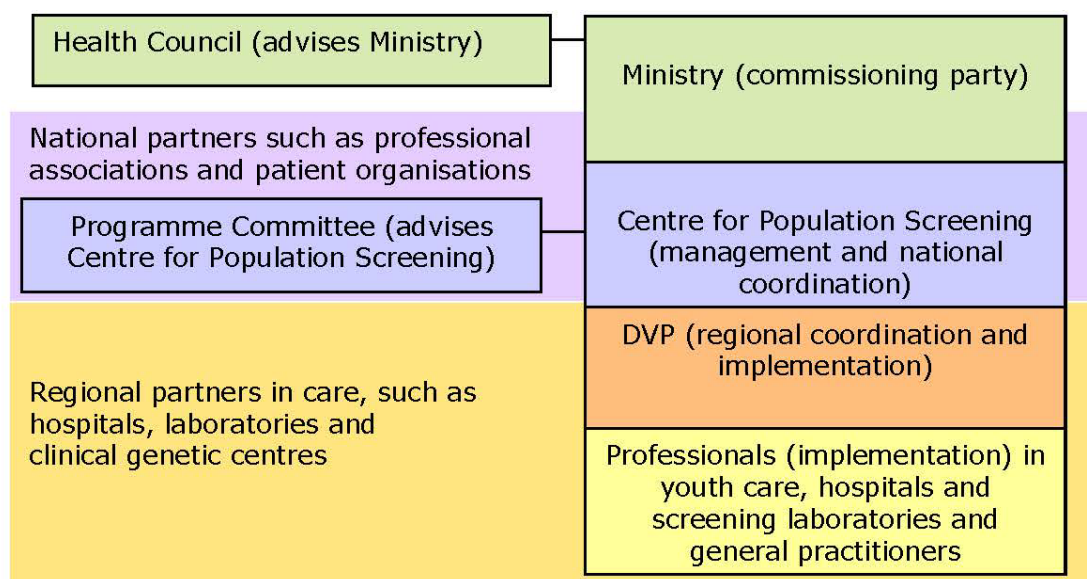 Health Council (advises Ministry)
Ministry (commissioning party)
National partners such as professional
associations and patient organisations
Programme Committee (advises
Centre for Population Screening)
Centre for Population Screening
(management and national
coordination)
DVP (regional coordination and
implementation)
Regional partners in care, such as
hospitals, laboratories and
clinical genetic centres
Professionals (implementation) in
youth care, hospitals and
screening laboratories and
general practitioners